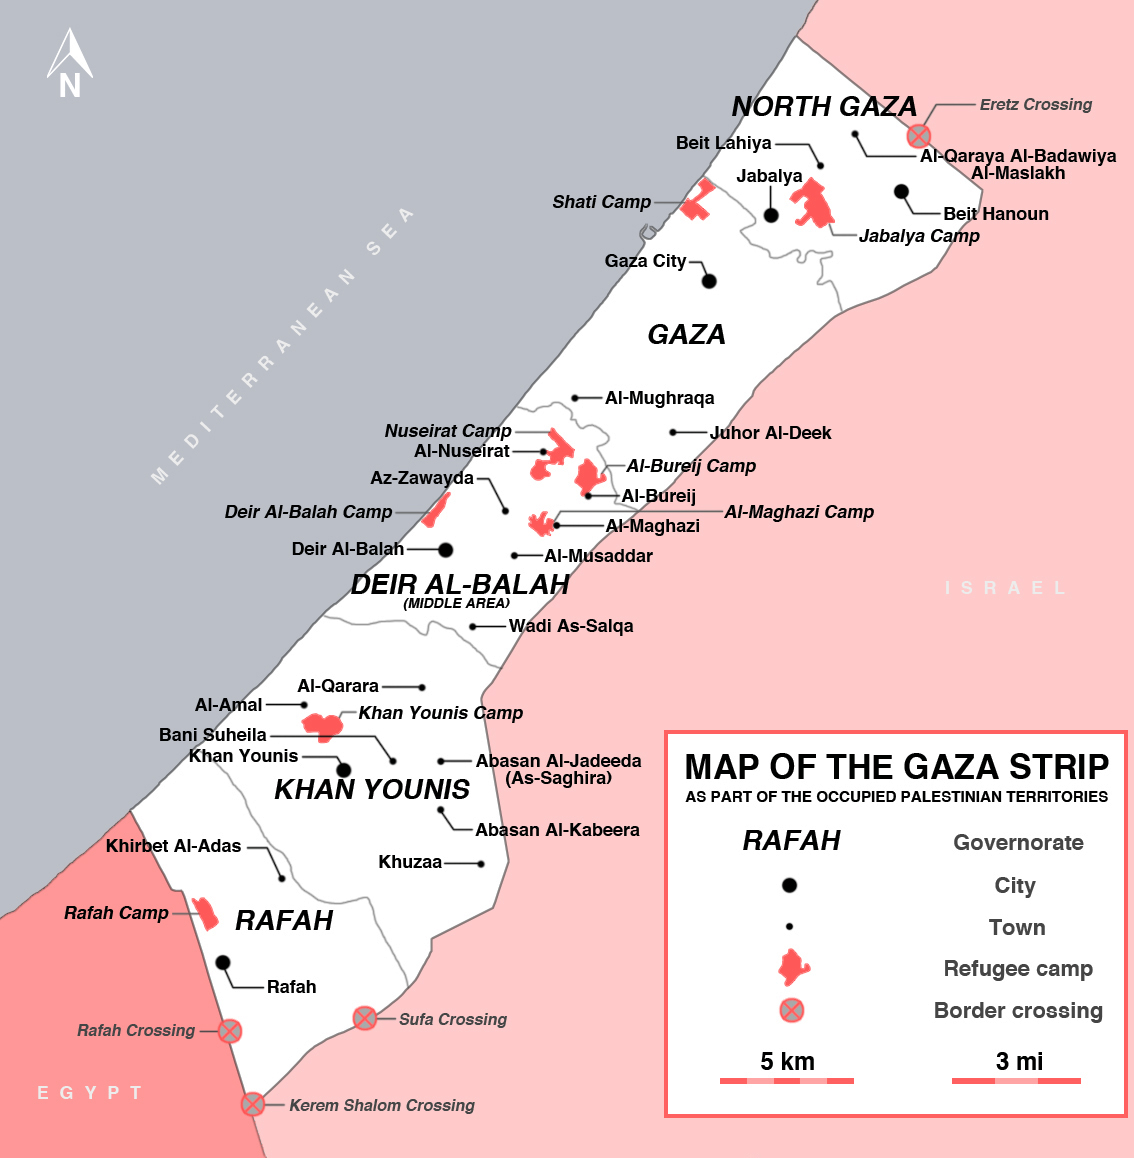 N
NORTH GAZA
Eretz Crossing
Beit Lahiya
Al-Qaraya Al-Badawiya
Al-Maslakh
Jabalya
Shati Camp
Beit Hanoun
Jabalya Camp
MEDITERRANEAN SEA
Gaza City
GAZA
Al-Mughraqa
Nuseirat Camp
Juhor Al-Deek
Al-Nuseirat
Al-Bureij Camp
Az-Zawayda
Al-Bureij
Deir Al-Balah Camp
Al-Maghazi Camp
Al-Maghazi
Deir Al-Balah
Al-Musaddar
DEIR AL-BALAH
(MIDDLE AREA)
ISRAEL
Wadi As-Salqa
Al-Qarara
Al-Amal
Khan Younis Camp
Bani Suheila
Khan Younis
Abasan Al-Jadeeda
(As-Saghira)
KHAN YOUNIS
Abasan Al-Kabeera
Khirbet Al-Adas
Khuzaa
Rafah Camp
RAFAH
Rafah
Rafah Crossing
Sufa Crossing
EGYPT
Kerem Shalom Crossing
MAP OF THE GAZA STRIP
AS PART OF THE OCCUPIED PALESTINIAN TERRITORIES
RAFAH Governorate
City
Town
Refugee camp
Border crossing
5 km 3 mi